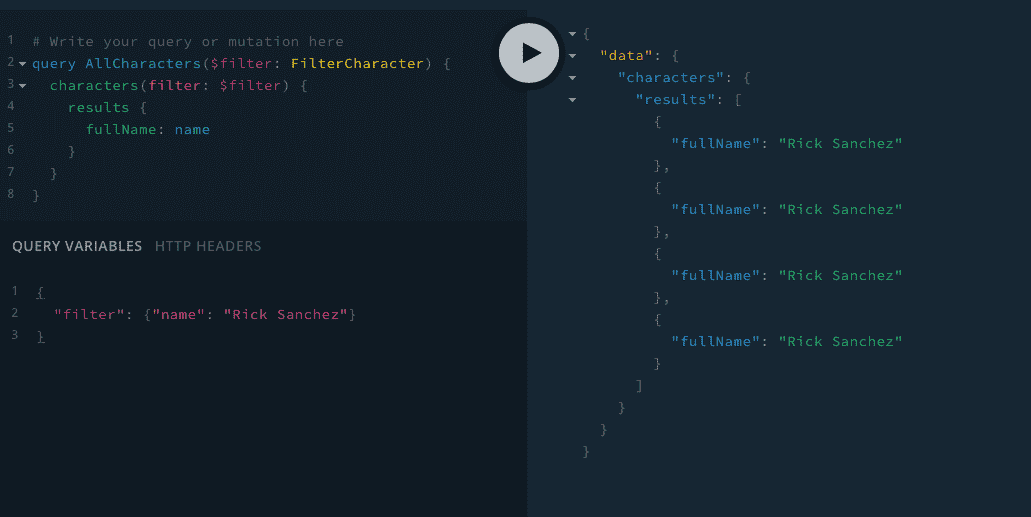 1 # Write your query or mutation here
2 query AllCharacters($filter: FilterCharacter) {
3 characters(filter: $filter) {
4 results {
5 fullName: name
6 }
7 }
8 }
QUERY VARIABLES HTTP HEADERS
1 {
2 "filter": {"name": "Rick Sanchez"}
3 }
{
"data": {
"characters": {
"results": [
{
"fullName": "Rick Sanchez"
},
{
"fullName": "Rick Sanchez"
},
{
"fullName": "Rick Sanchez"
},
{
"fullName": "Rick Sanchez"
}
]
}
}
}